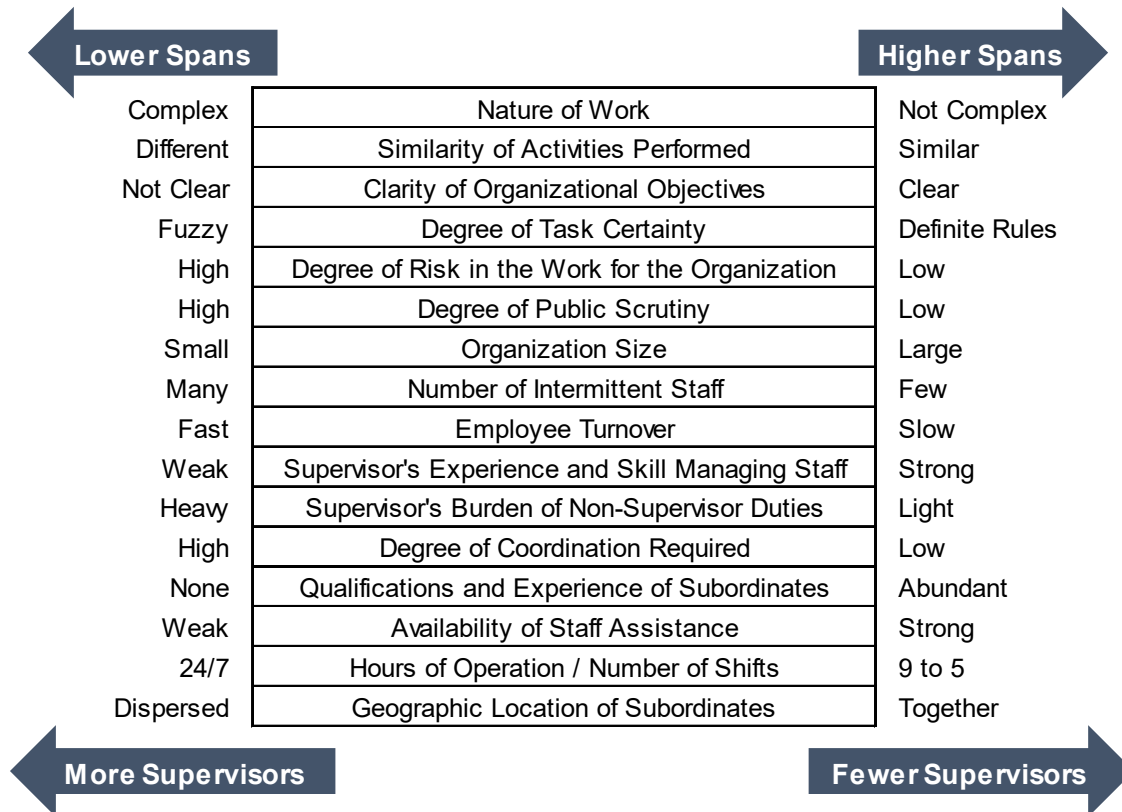 Lower Spans Higher Spans
Complex Nature of Work Not Complex
Different Similarity of Activities Performed Similar
Not Clear Clarity of Organizational Objectives Clear
Fuzzy Degree of Task Certainty Definite Rules
High Degree of Risk in the Work for the Organization Low
High Degree of Public Scrutiny Low
Small Organization Size Large
Many Number of Intermittent Staff Few
Fast Employee Turnover Slow
Weak Supervisor's Experience and Skill Managing Staff Strong
Heavy Supervisor's Burden of Non-Supervisor Duties Light
High Degree of Coordination Required Low
None Qualifications and Experience of Subordinates Abundant
Weak Availability of Staff Assistance Strong
24/7 Hours of Operation / Number of Shifts 9 to 5
Dispersed Geographic Location of Subordinates Together
More Supervisors Fewer Supervisors